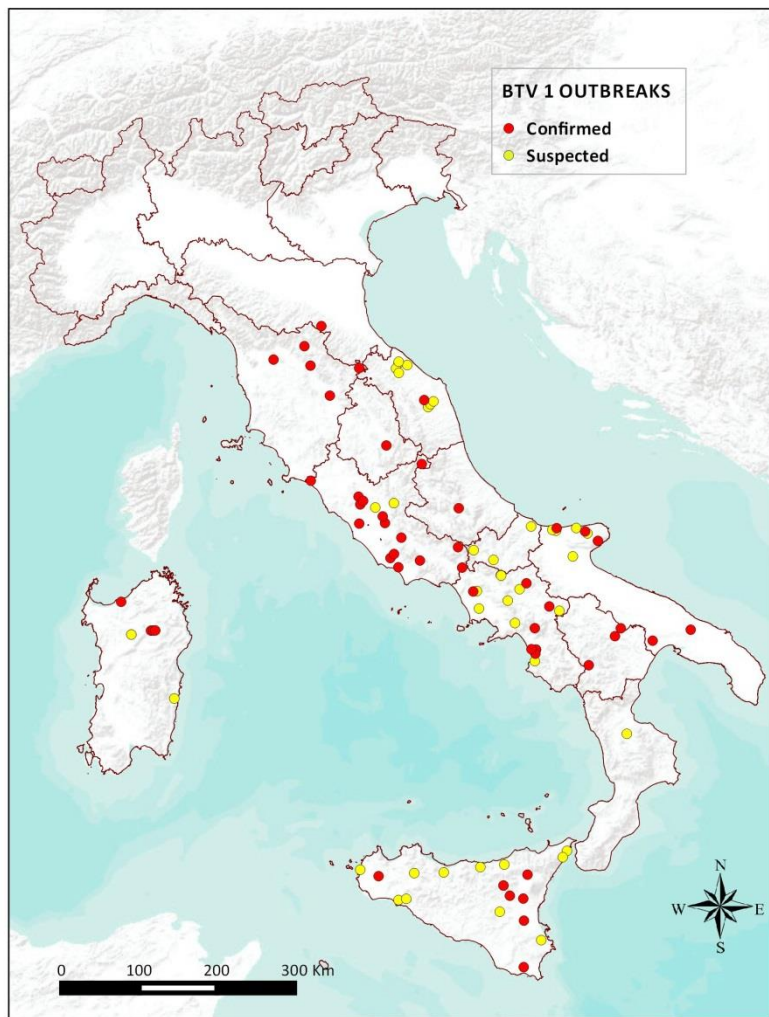 BTV 1 OUTBREAKS
Confirmed
Suspected
N
W E
S
0 100 200 300 Km